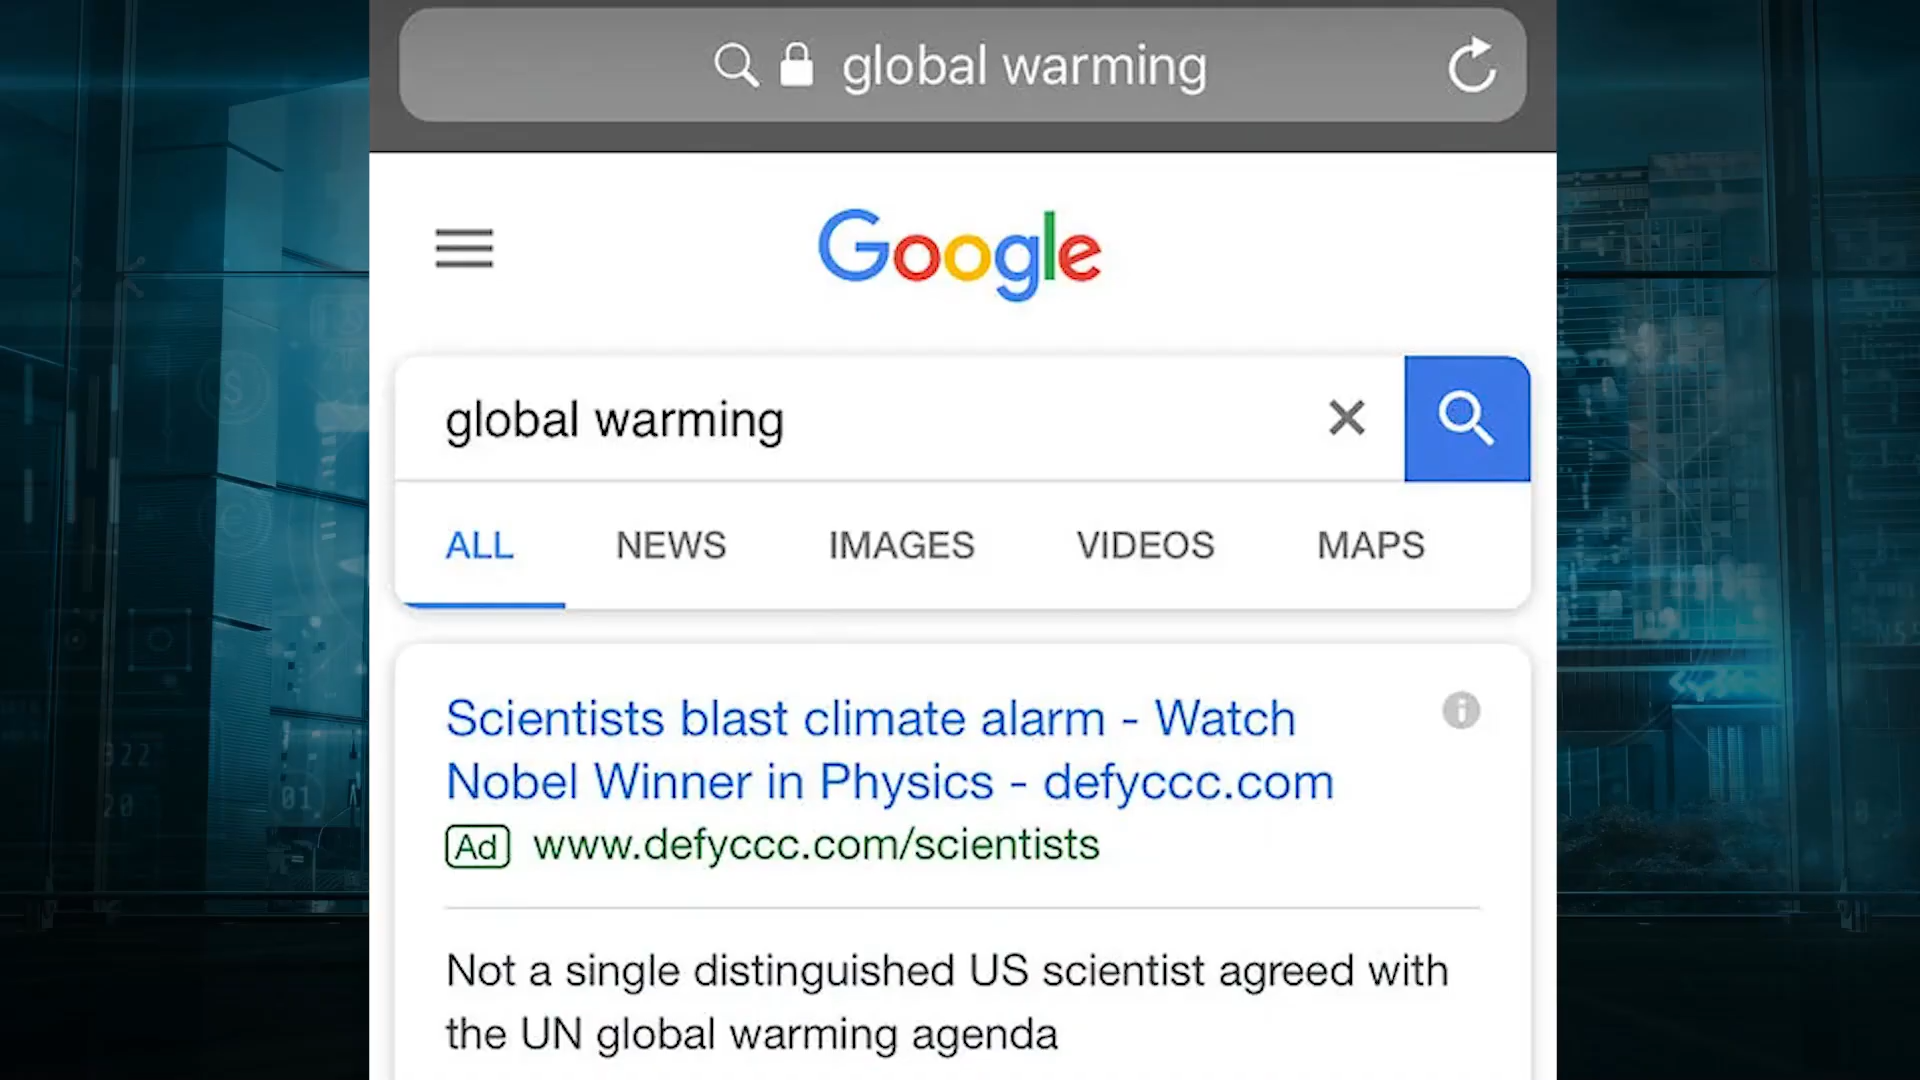 global warming
Google
global warming
ALL NEWS IMAGES VIDEOS MAPS
Scientists blast climate alarm - Watch
Nobel Winner in Physics - defyccc.com
Ad www.defyccc.com/scientists
Not a single distinguished US scientist agreed with
the UN global warming agenda